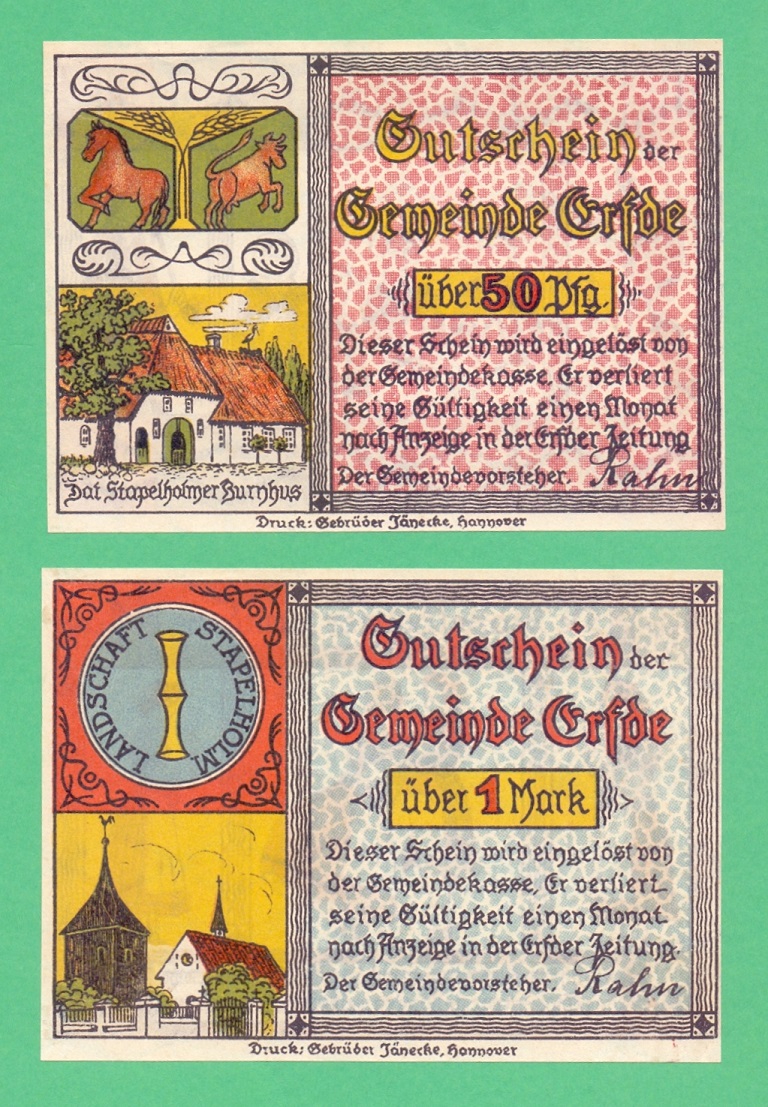 Gutschein der
Gemeinde Erfde
über 50 Pfg.
Dieser Schein wird eingelöst von
der Gemeindekasse. Er verliert
seine Gültigkeit einen Monat
nach Anzeige in der Erfder Zeitung
Der Gemeindevorsteher. Rahn
Dat Stapelholmer Burnhus
Druck: Gebrüder Jänecke, Hannover
LANDSCHAFT STAPELHOLM
Gutschein der
Gemeinde Erfde
über 1 Mark
Dieser Schein wird eingelöst von
der Gemeindekasse. Er verliert
seine Gültigkeit einen Monat
nach Anzeige in der Erfder Zeitung.
Der Gemeindevorsteher. Rahn
Druck: Gebrüder Jänecke, Hannover